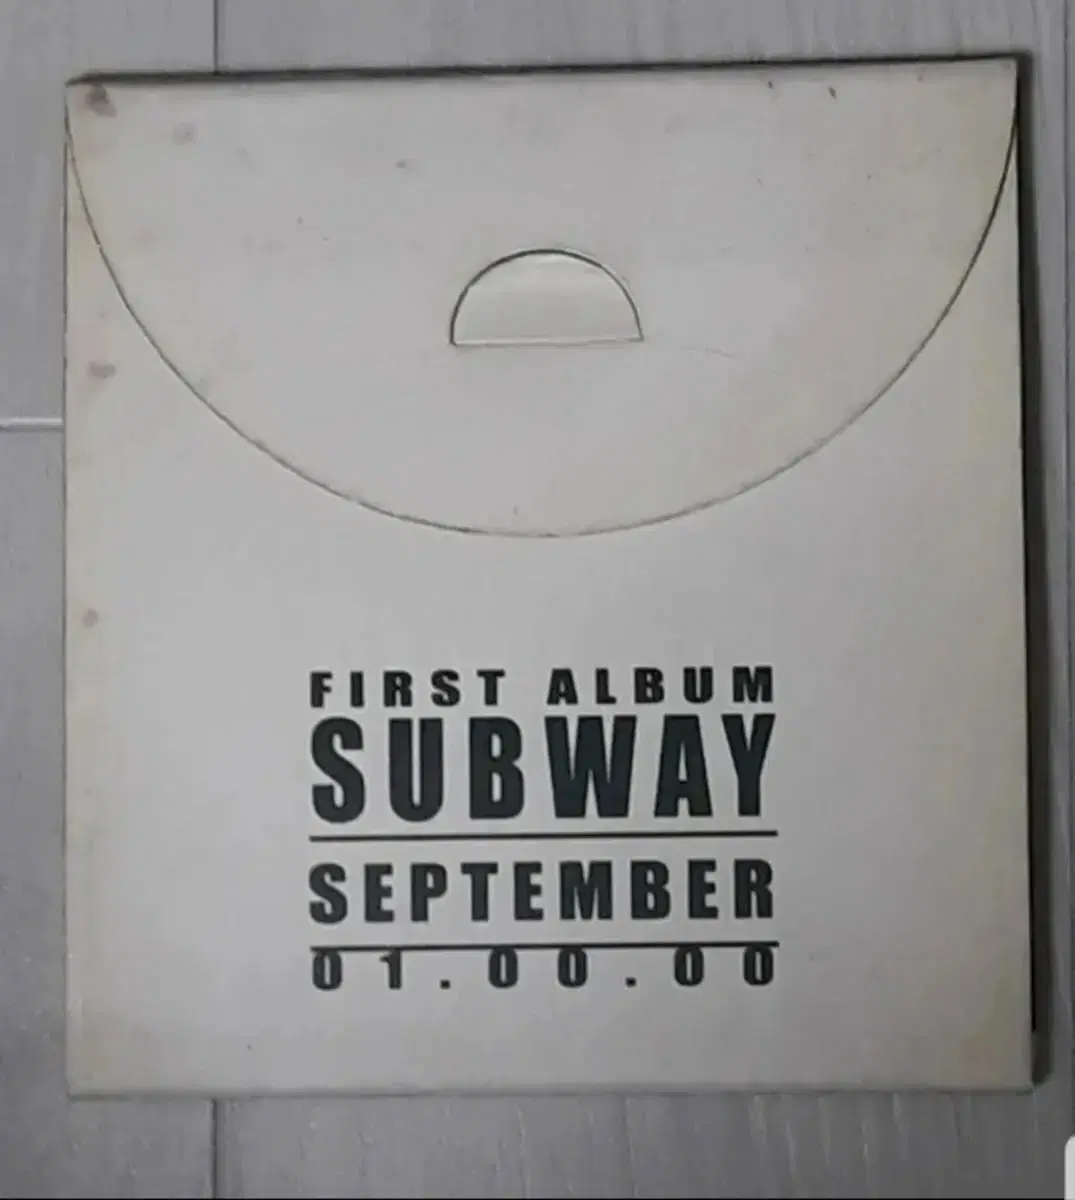 FIRST ALBUM
SUBWAY
SEPTEMBER
01.00.00